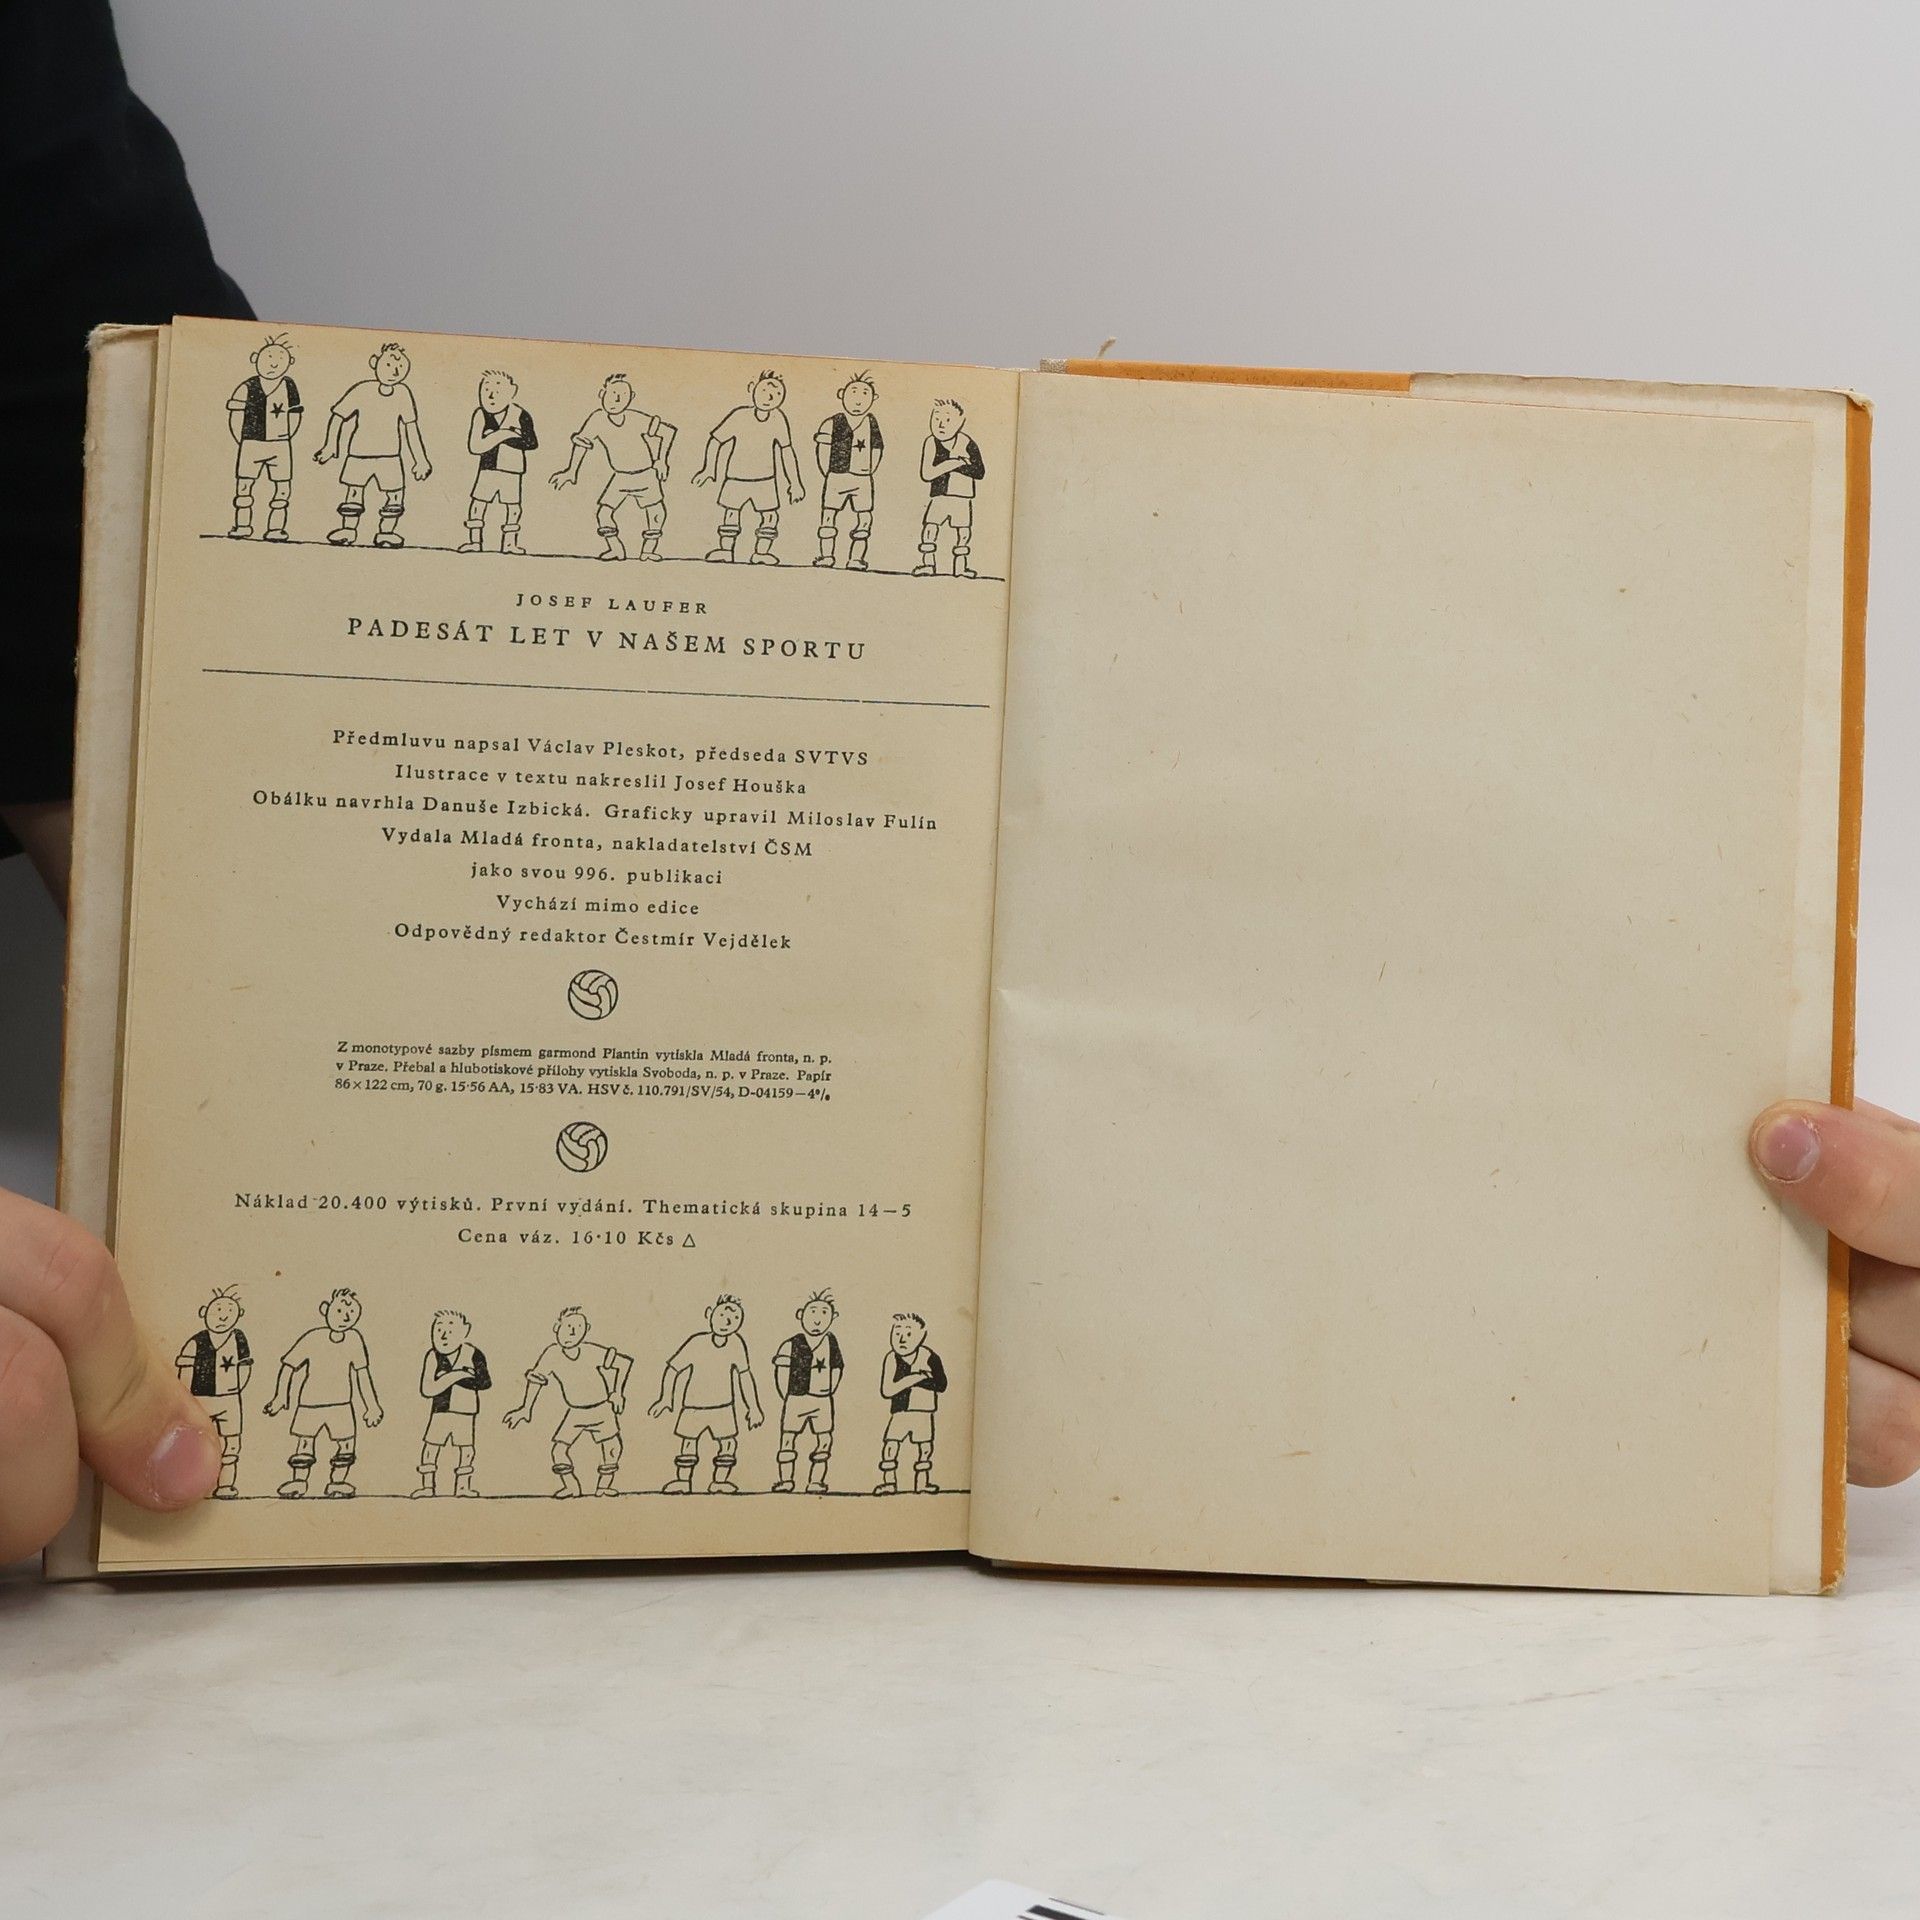 JOSEF LAUFER
PADESÁT LET V NAŠEM SPORTU
Předmluvu napsal Václav Pleskot, předseda SVTVS
Ilustrace v textu nakreslil Josef Houška
Obálku navrhla Danuše Izbická. Graficky upravil Miloslav Fulín
Vydala Mladá fronta, nakladatelství ČSM
jako svou 996. publikaci
Vychází mimo edice
Odpovědný redaktor Čestmír Vejdělek
Z monotypové sazby písmem garmond Plantin vytiskla Mladá fronta, n. p.
v Praze. Přebal a hlubotiskové přílohy vytiskla Svoboda, n. p. v Praze. Papír
86×122 cm, 70 g. 15·56 AA, 15·83 VA. HSV č. 110.791/SV/54, D-04159—4%
Náklad 20.400 výtisků. První vydání. Thematická skupina 14—5
Cena váz. 16·10 Kčs △